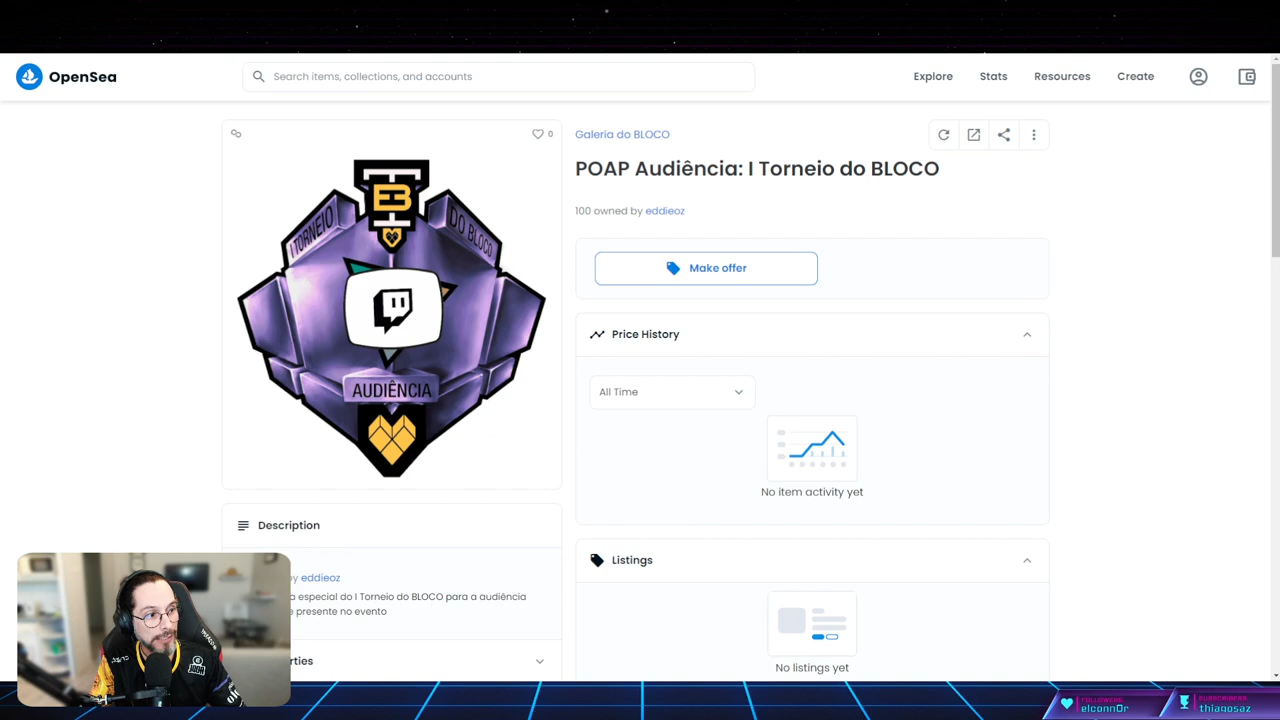 OpenSea
Search items, collections, and accounts
Explore
Stats
Resources
Create
0
I TORNEIO
DO BLOCO
B
AUDIÊNCIA
Galeria do BLOCO
POAP Audiência: I Torneio do BLOCO
100 owned by eddieoz
Make offer
Price History
All Time
No item activity yet
Listings
No listings yet
Description
by eddieoz
a especial do I Torneio do BLOCO para a audiência
e presente no evento
rties
FOLLOWERS
elconn0r
SUBSCRIBERS
thiagosaz